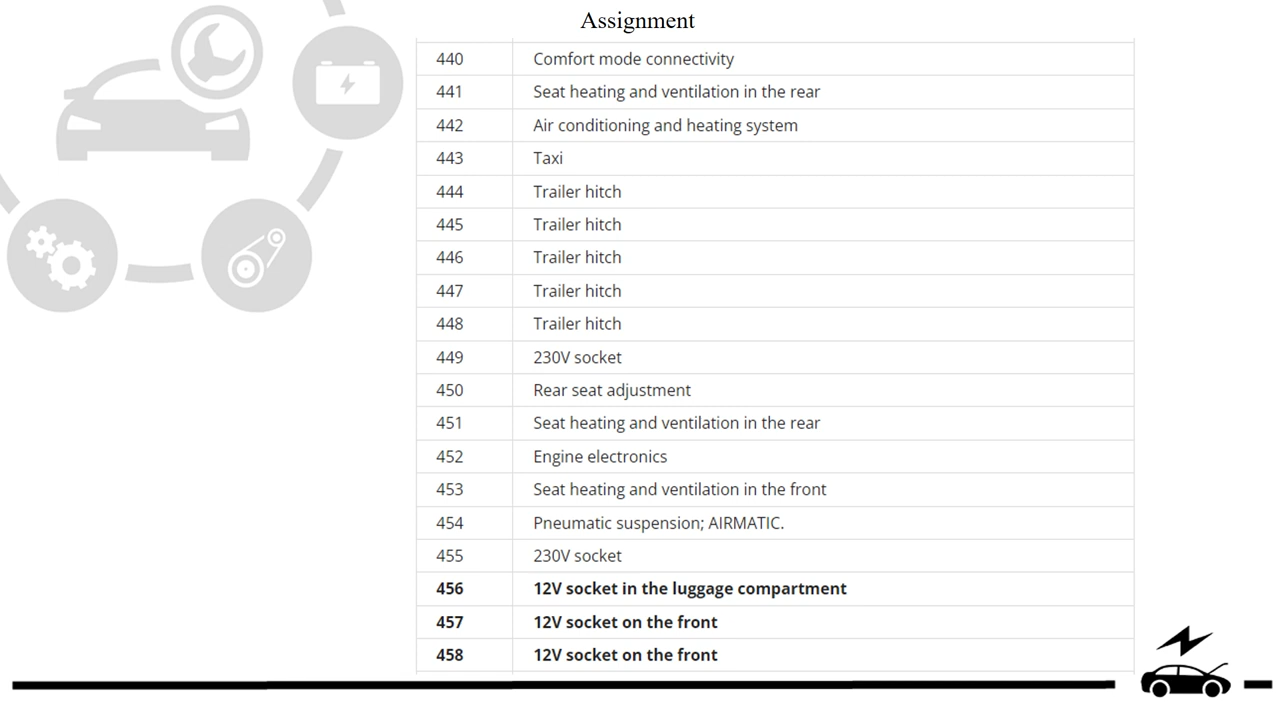 Assignment
440 Comfort mode connectivity
441 Seat heating and ventilation in the rear
442 Air conditioning and heating system
443 Taxi
444 Trailer hitch
445 Trailer hitch
446 Trailer hitch
447 Trailer hitch
448 Trailer hitch
449 230V socket
450 Rear seat adjustment
451 Seat heating and ventilation in the rear
452 Engine electronics
453 Seat heating and ventilation in the front
454 Pneumatic suspension; AIRMATIC.
455 230V socket
456 12V socket in the luggage compartment
457 12V socket on the front
458 12V socket on the front